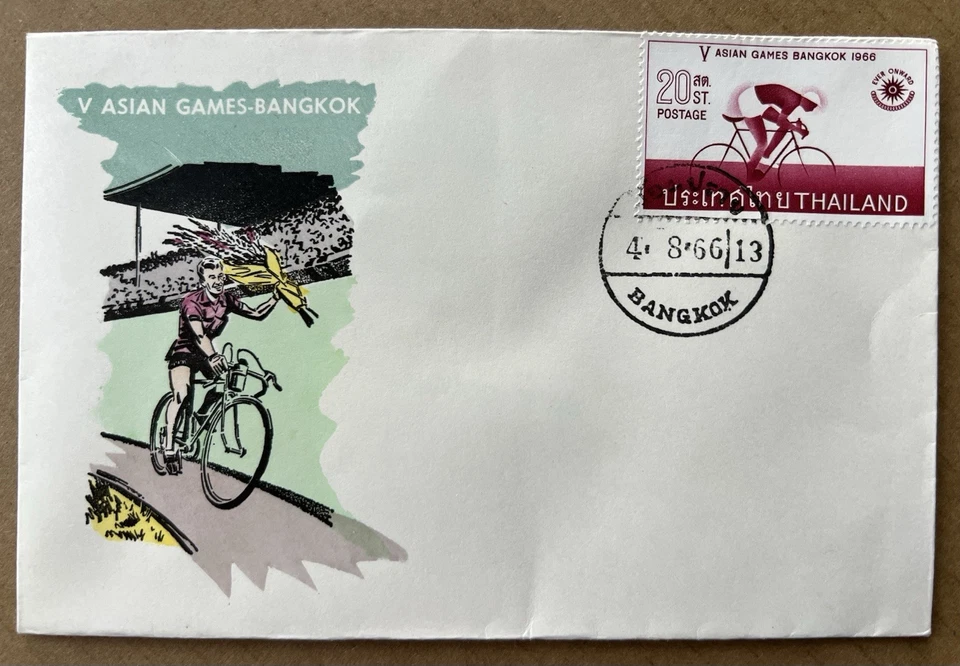 V ASIAN GAMES-BANGKOK
V ASIAN GAMES BANGKOK 1966
20 สต.
ST.
POSTAGE
EVER ONWARD
ประเทศไทย THAILAND
4· 8·66|13
BANGKOK